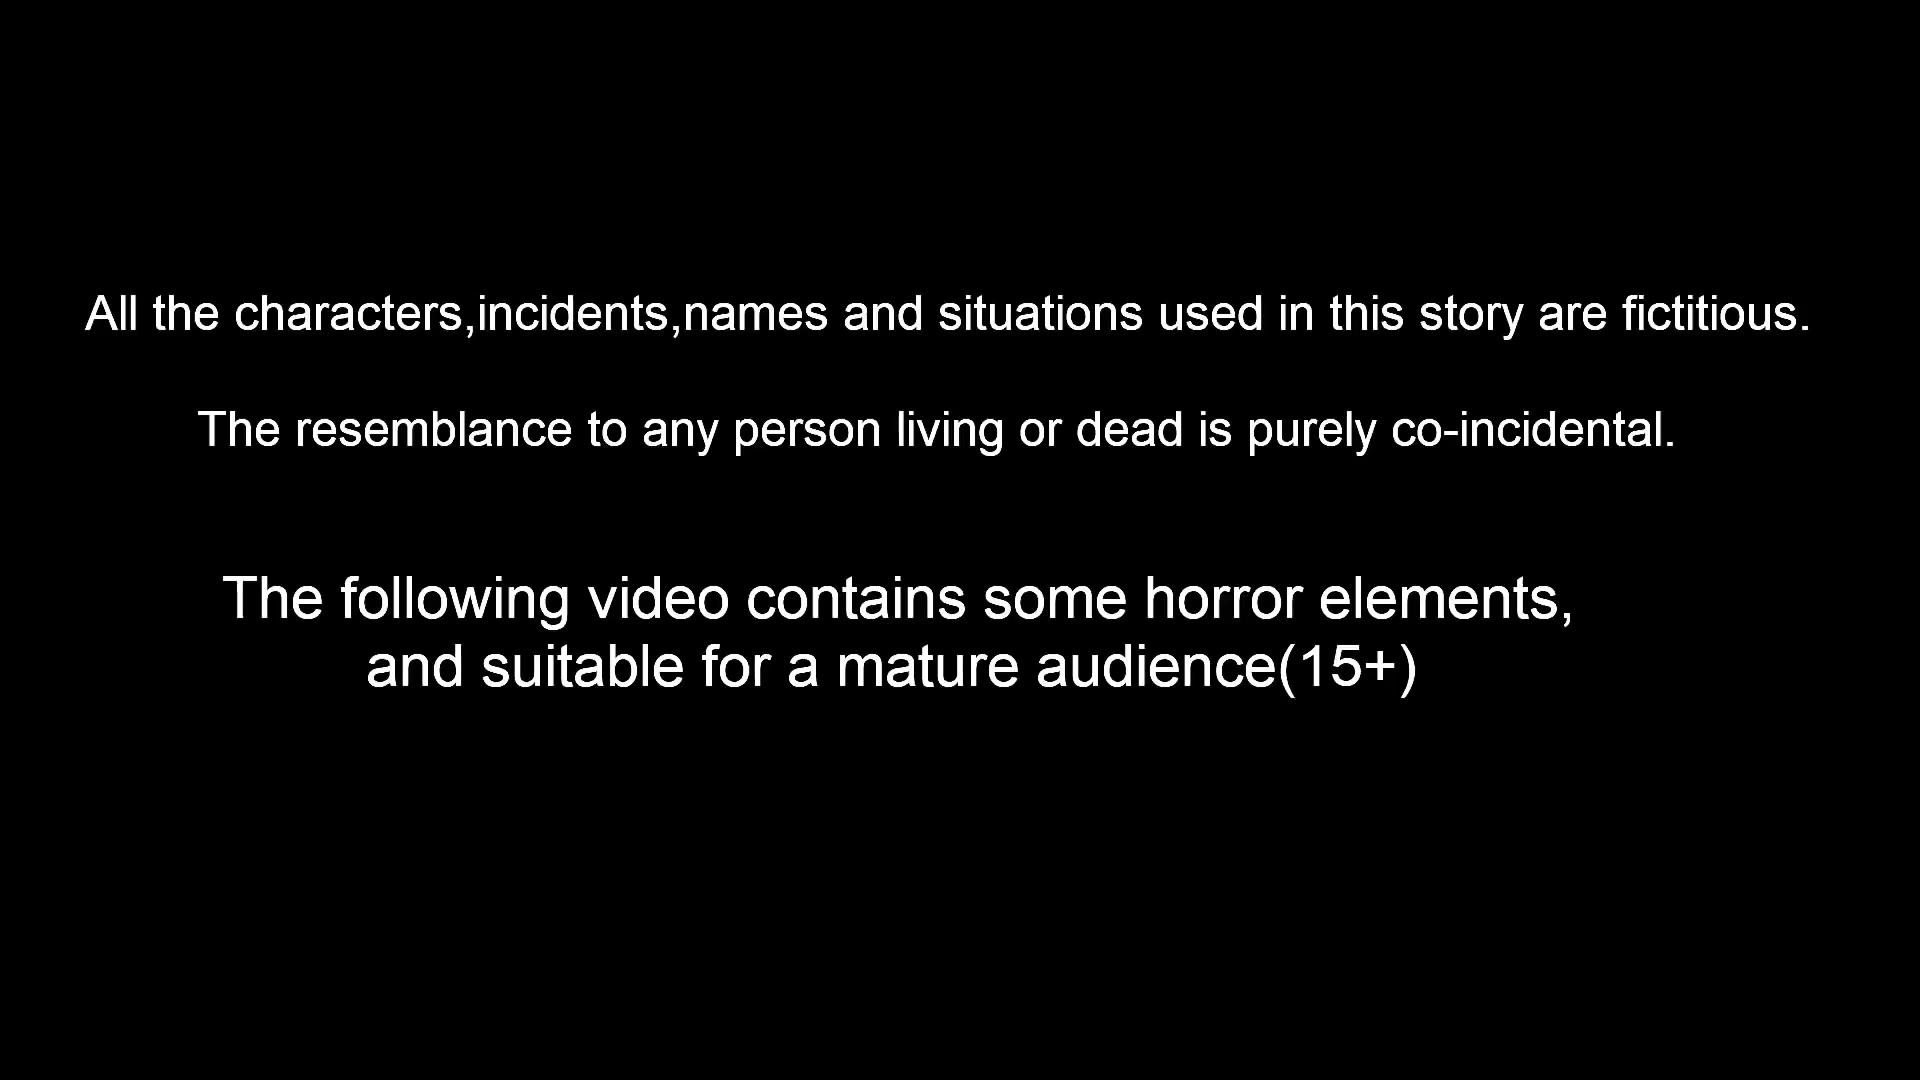 All the characters,incidents,names and situations used in this story are fictitious.
The resemblance to any person living or dead is purely co-incidental.
The following video contains some horror elements,
and suitable for a mature audience(15+)